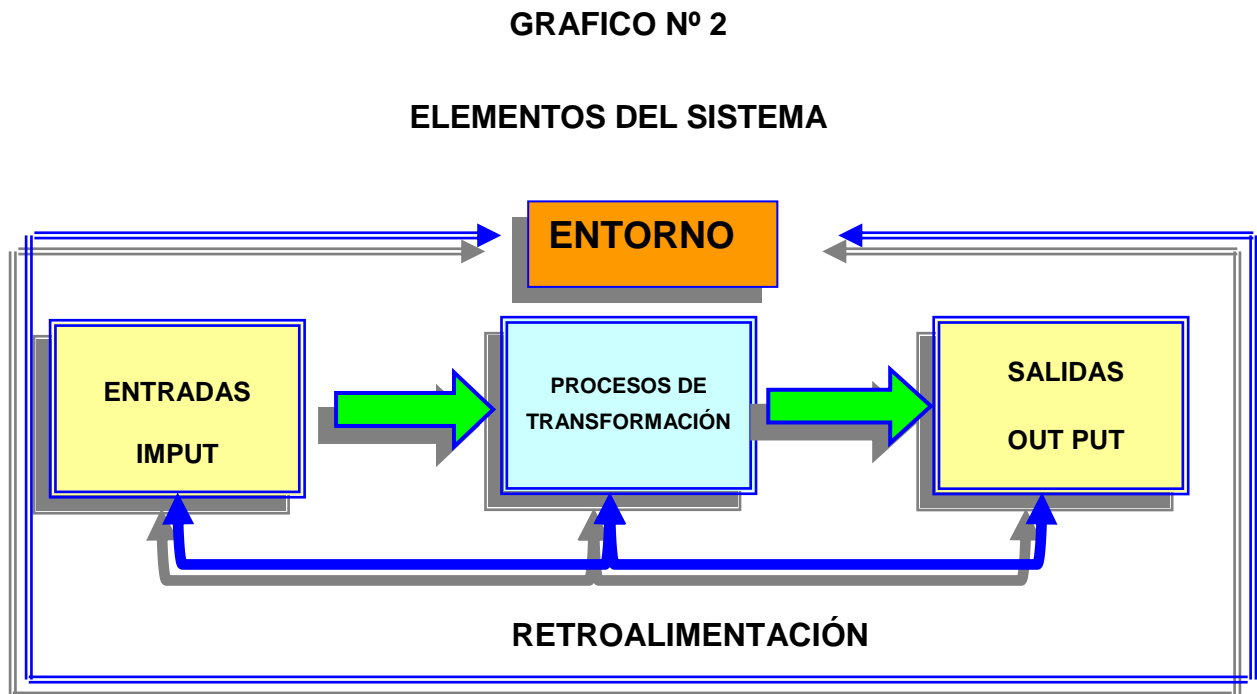 GRAFICO Nº 2
ELEMENTOS DEL SISTEMA
ENTORNO
ENTRADAS
IMPUT
PROCESOS DE
TRANSFORMACIÓN
SALIDAS
OUT PUT
RETROALIMENTACIÓN